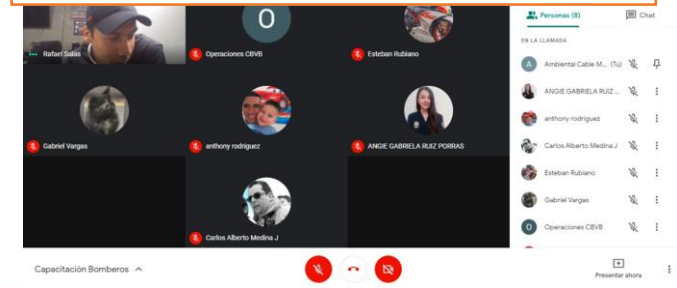 Personas (8)
Chat
EN LA LLAMADA
Rafael Salas
Operaciones CBVB
Esteban Rubiano
Gabriel Vargas
anthony rodriguez
ANGIE GABRIELA RUIZ PORRAS
Carlos Alberto Medina J
O
A
Ambiental Cable M... (Tú)
ANGIE GABRIELA RUIZ ...
anthony rodriguez
Carlos Alberto Medina J
Esteban Rubiano
Gabriel Vargas
O
Operaciones CBVB
Capacitación Bomberos
Presentar ahora